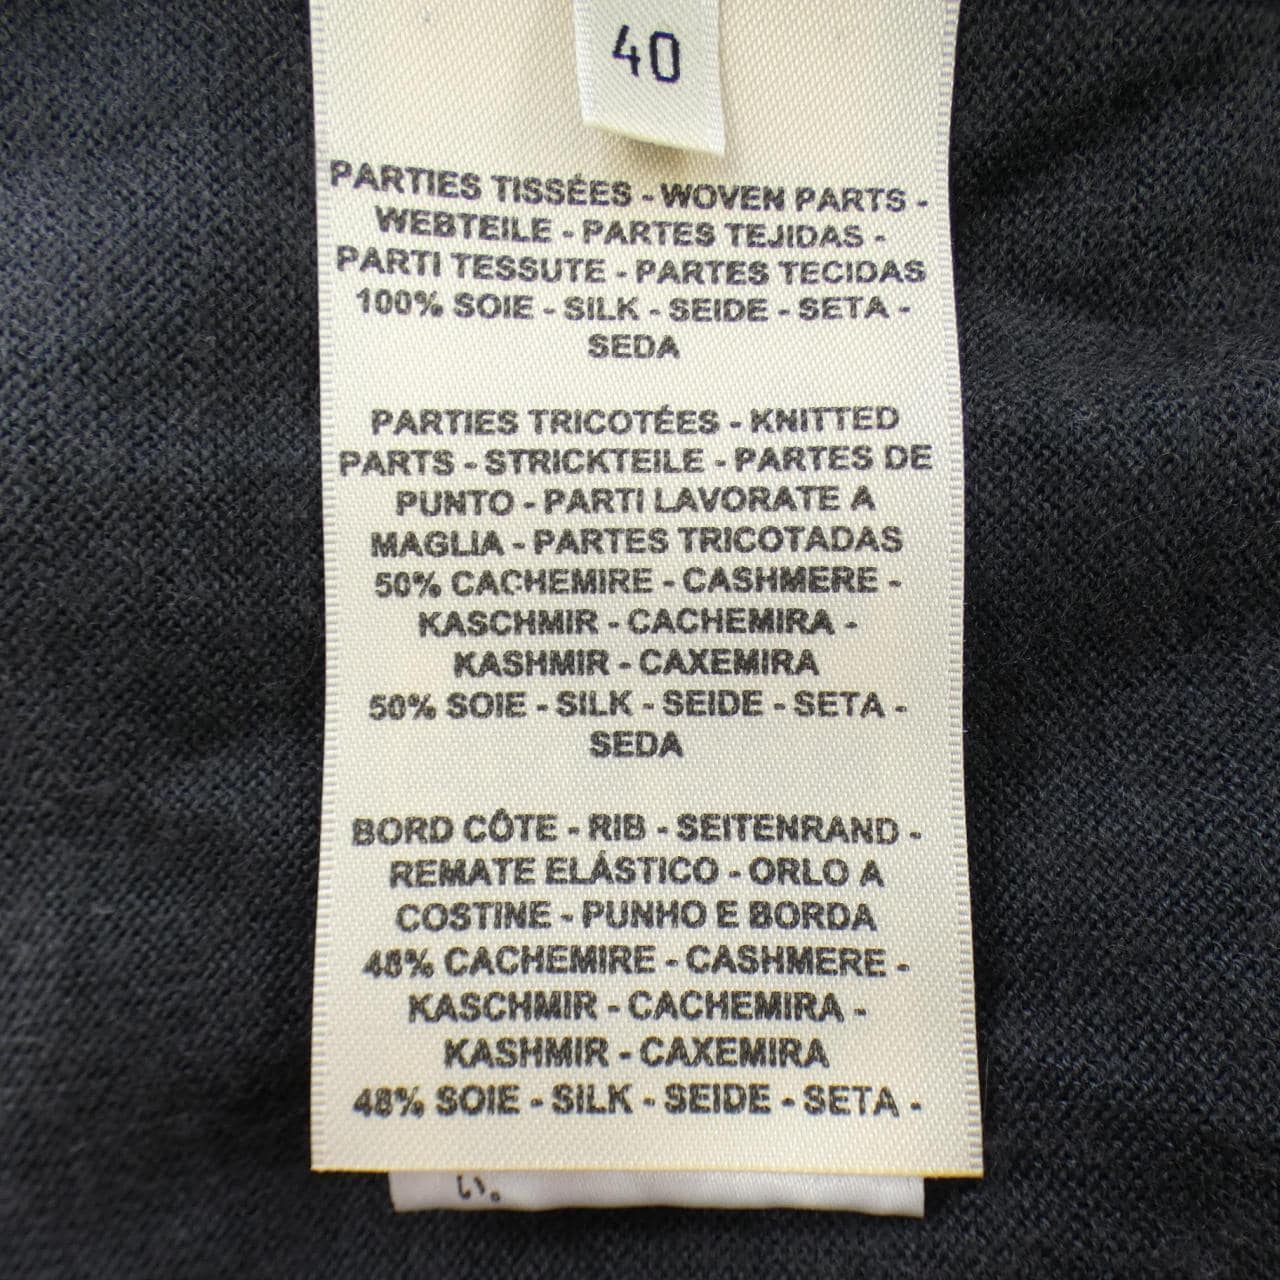 40
PARTIES TISSÉES - WOVEN PARTS -
WEBTEILE - PARTES TEJIDAS -
PARTI TESSUTE - PARTES TECIDAS
100% SOIE - SILK - SEIDE - SETA -
SEDA
PARTIES TRICOTÉES - KNITTED
PARTS - STRICKTEILE - PARTES DE
PUNTO - PARTI LAVORATE A
MAGLIA - PARTES TRICOTADAS
50% CACHEMIRE - CASHMERE -
KASCHMIR - CACHEMIRA -
KASHMIR - CAXEMIRA
50% SOIE - SILK - SEIDE - SETA -
SEDA
BORD CÔTE - RIB - SEITENRAND -
REMATE ELÁSTICO - ORLO A
COSTINE - PUNHO E BORDA
48% CACHEMIRE - CASHMERE -
KASCHMIR - CACHEMIRA -
KASHMIR - CAXEMIRA
48% SOIE - SILK - SEIDE - SETA -